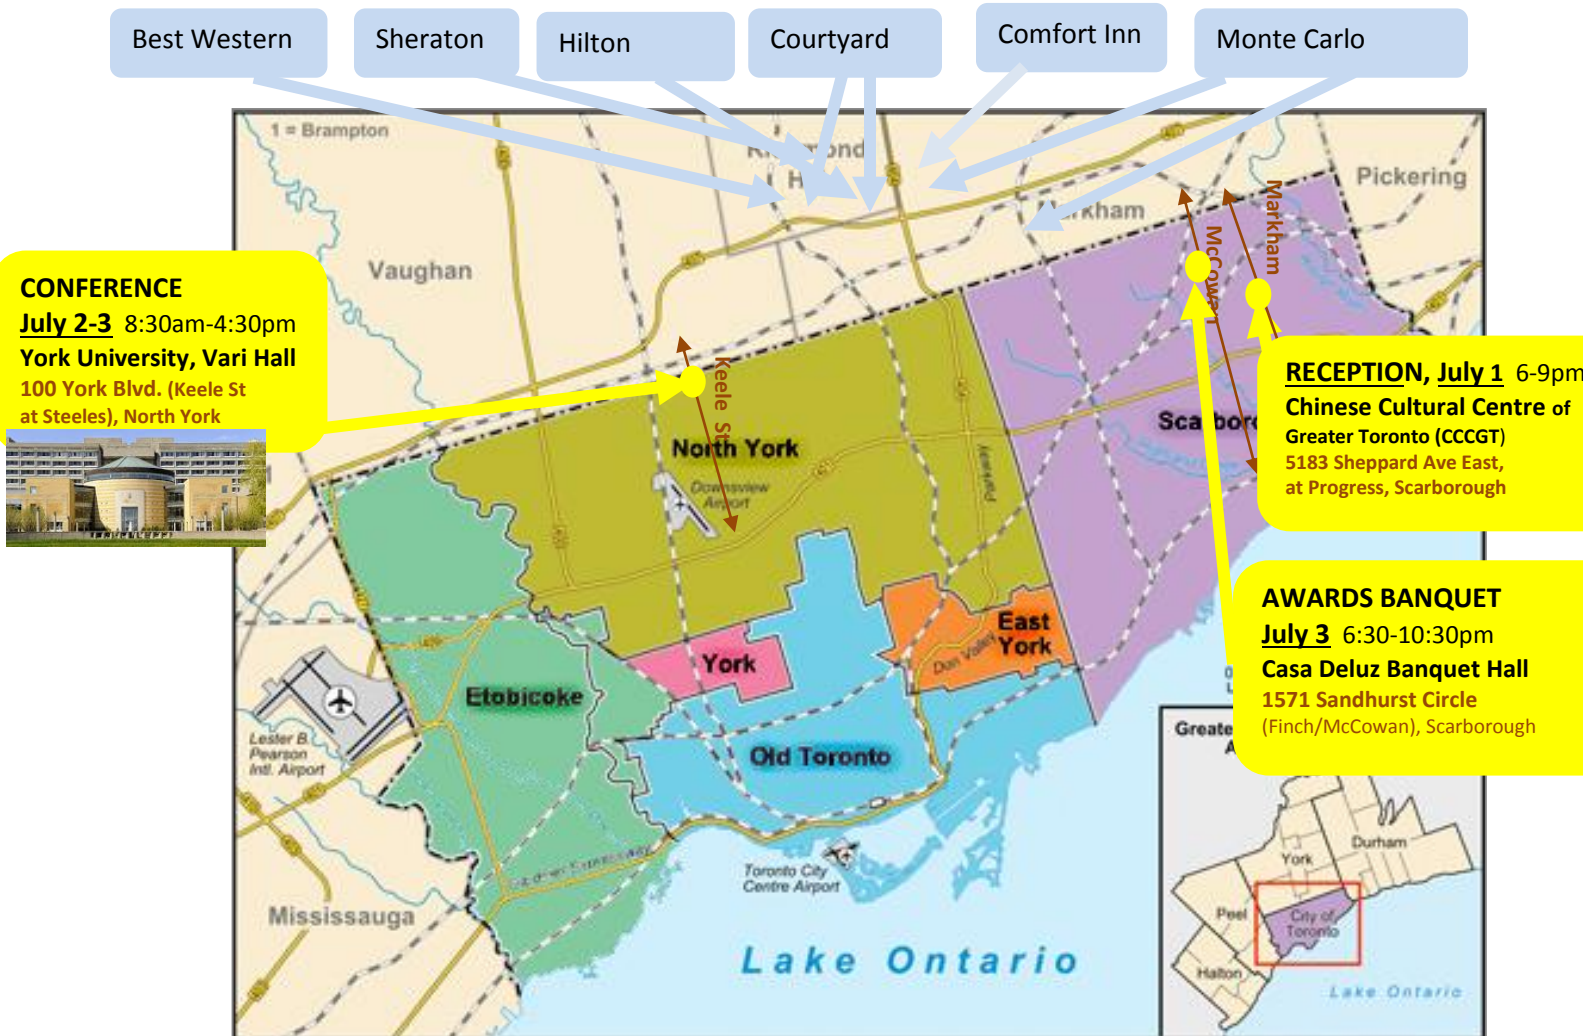 Best Western
Sheraton
Hilton
Courtyard
Comfort Inn
Monte Carlo
1 = Brampton
Pickering
Markham
Vaughan
Markham
McCowan
Keele St
CONFERENCE
July 2-3 8:30am-4:30pm
York University, Vari Hall
100 York Blvd. (Keele St
at Steeles), North York
RECEPTION, July 1 6-9pm
Chinese Cultural Centre of
Greater Toronto (CCCGT)
5183 Sheppard Ave East,
at Progress, Scarborough
North York
Downsview
Airport
Parkway
East
York
Don Valley
York
Etobicoke
Old Toronto
AWARDS BANQUET
July 3 6:30-10:30pm
Casa Deluz Banquet Hall
1571 Sandhurst Circle
(Finch/McCowan), Scarborough
Lester B.
Pearson
Intl. Airport
Gardiner Expressway
Toronto City
Centre Airport
Mississauga
Lake Ontario
Durham
York
Peel
City of
Toronto
Halton
Lake Ontario